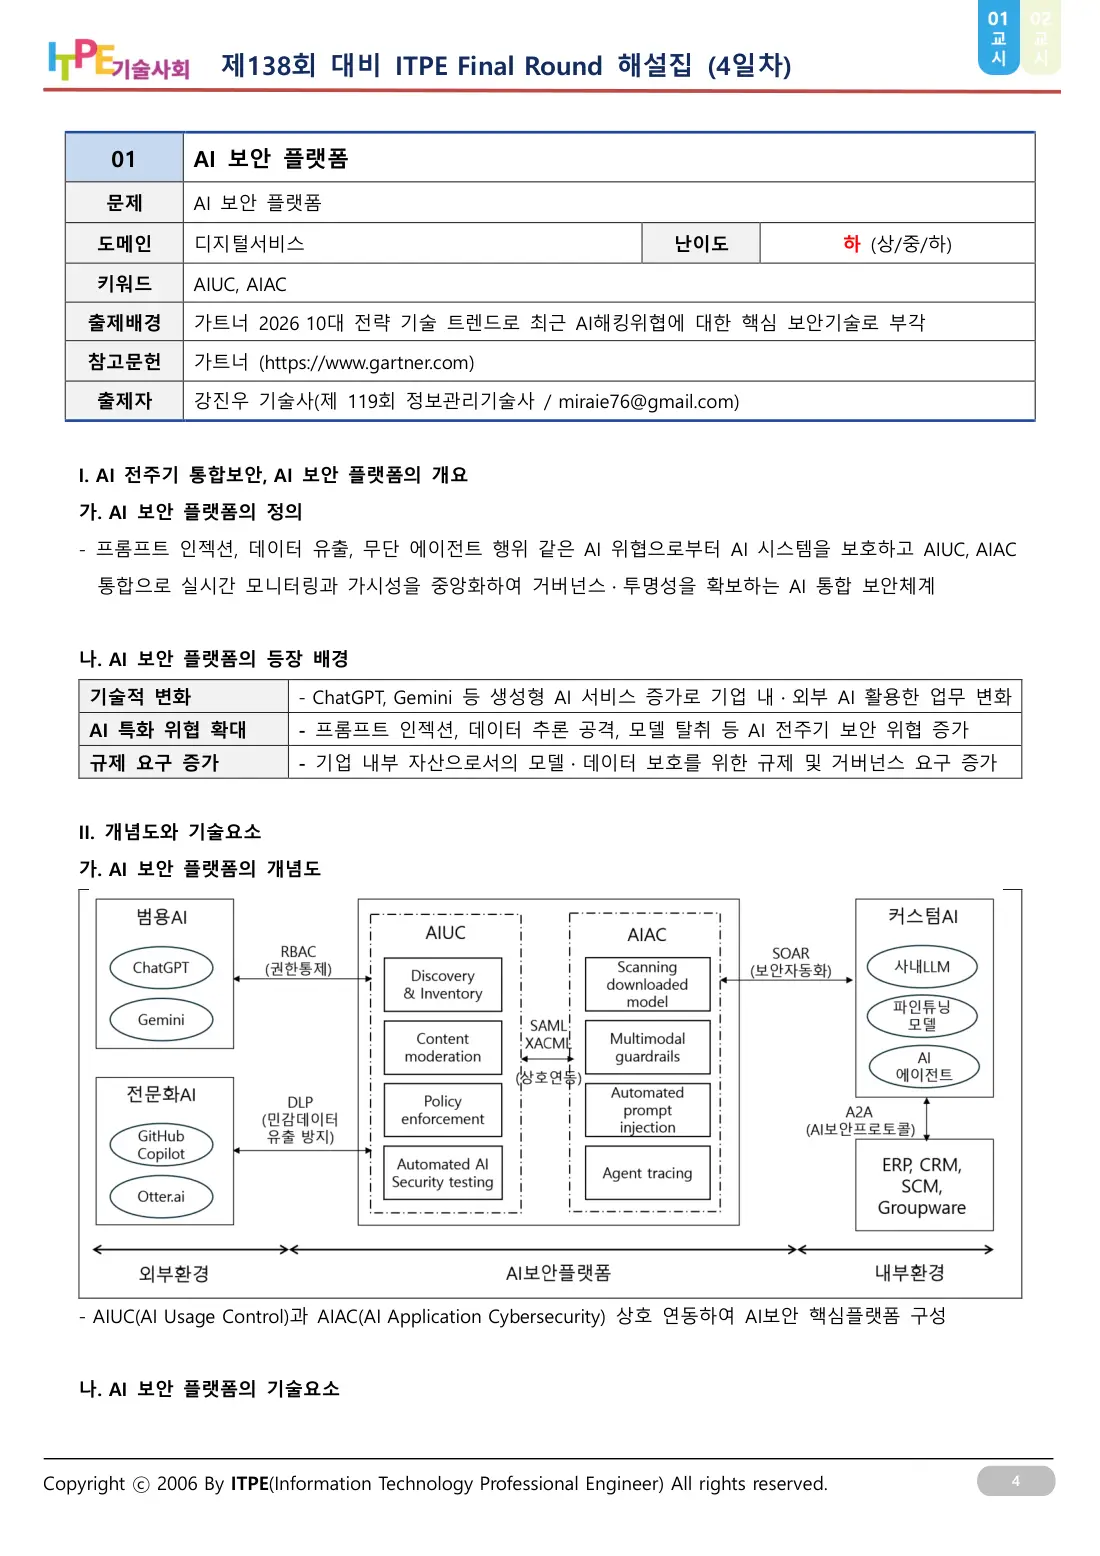 01
교
시
02
교
시
ITPE기술사회
제138회 대비 ITPE Final Round 해설집 (4일차)
01 AI 보안 플랫폼
문제 AI 보안 플랫폼
도메인 디지털서비스 난이도 하 (상/중/하)
키워드 AIUC, AIAC
출제배경 가트너 2026 10대 전략 기술 트렌드로 최근 AI해킹위협에 대한 핵심 보안기술로 부각
참고문헌 가트너 (https://www.gartner.com)
출제자 강진우 기술사(제 119회 정보관리기술사 / miraie76@gmail.com)
I. AI 전주기 통합보안, AI 보안 플랫폼의 개요
가. AI 보안 플랫폼의 정의
- 프롬프트 인젝션, 데이터 유출, 무단 에이전트 행위 같은 AI 위협으로부터 AI 시스템을 보호하고 AIUC, AIAC
통합으로 실시간 모니터링과 가시성을 중앙화하여 거버넌스·투명성을 확보하는 AI 통합 보안체계
나. AI 보안 플랫폼의 등장 배경
기술적 변화 - ChatGPT, Gemini 등 생성형 AI 서비스 증가로 기업 내·외부 AI 활용한 업무 변화
AI 특화 위협 확대 - 프롬프트 인젝션, 데이터 추론 공격, 모델 탈취 등 AI 전주기 보안 위협 증가
규제 요구 증가 - 기업 내부 자산으로서의 모델·데이터 보호를 위한 규제 및 거버넌스 요구 증가
II. 개념도와 기술요소
가. AI 보안 플랫폼의 개념도
범용AI
ChatGPT
Gemini
전문화AI
GitHub
Copilot
Otter.ai
RBAC
(권한통제)
DLP
(민감데이터
유출 방지)
AIUC
Discovery
& Inventory
Content
moderation
Policy
enforcement
Automated AI
Security testing
SAML
XACML
(상호연동)
AIAC
Scanning
downloaded
model
Multimodal
guardrails
Automated
prompt
injection
Agent tracing
SOAR
(보안자동화)
커스텀AI
사내LLM
파인튜닝
모델
AI
에이전트
A2A
(AI보안프로토콜)
ERP, CRM,
SCM,
Groupware
외부환경 AI보안플랫폼 내부환경
- AIUC(AI Usage Control)과 AIAC(AI Application Cybersecurity) 상호 연동하여 AI보안 핵심플랫폼 구성
나. AI 보안 플랫폼의 기술요소
Copyright ⓒ 2006 By ITPE(Information Technology Professional Engineer) All rights reserved.
4